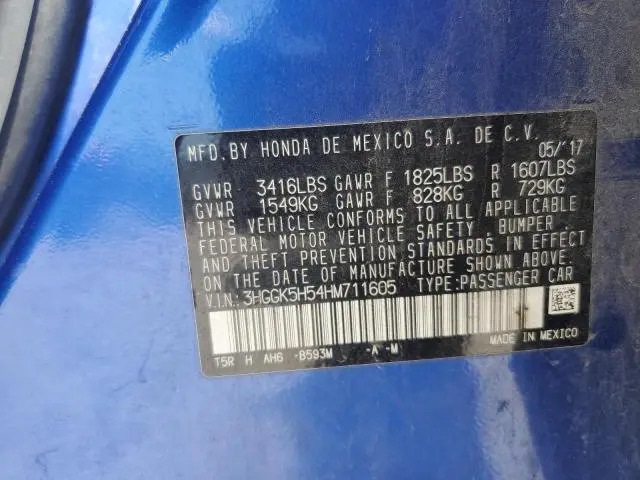 MFD. BY HONDA DE MEXICO S.A. DE C.V.
05/'17
GVWR 3416LBS GAWR F 1825LBS R 1607LBS
GVWR 1549KG GAWR F 828KG R 729KG
THIS VEHICLE CONFORMS TO ALL APPLICABLE
FEDERAL MOTOR VEHICLE SAFETY, BUMPER,
AND THEFT PREVENTION STANDARDS IN EFFECT
ON THE DATE OF MANUFACTURE SHOWN ABOVE.
V.I.N.: 3HGGK5H54HM711605 TYPE:PASSENGER CAR
T5R H AH6 -B593M -A -M
MADE IN MEXICO